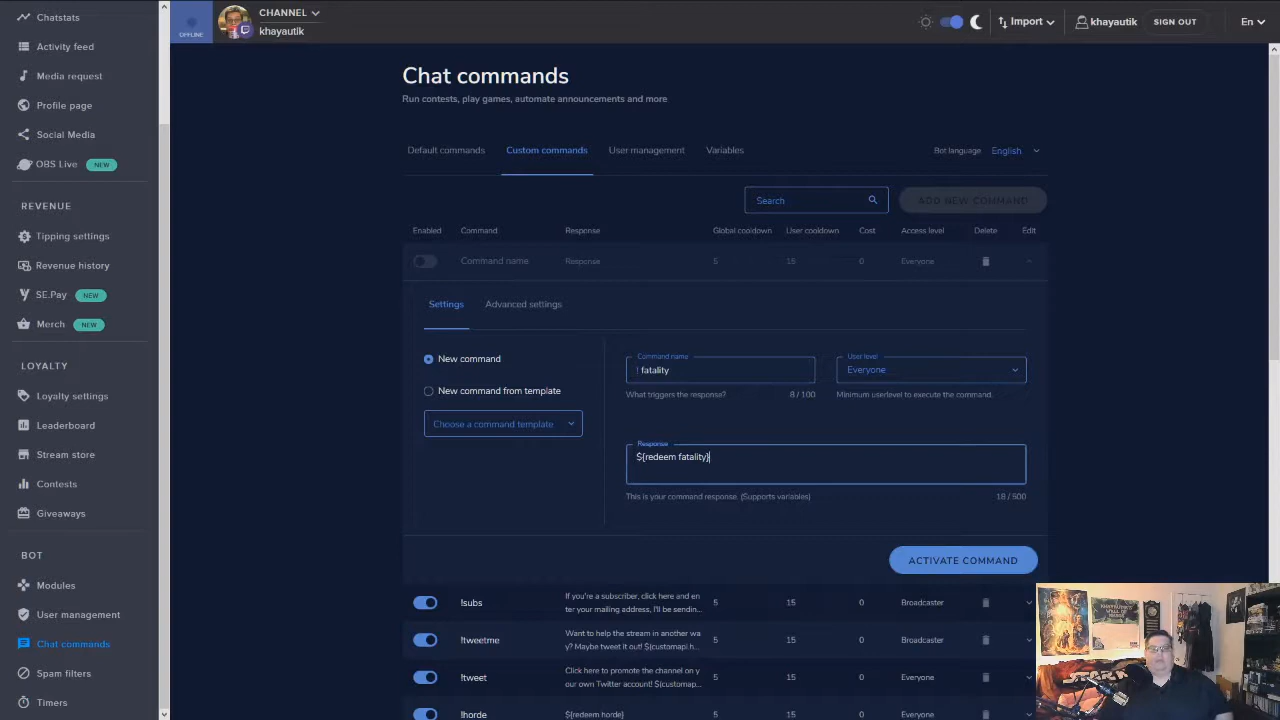 Chatstats
Activity feed
Media request
Profile page
Social Media
OBS Live NEW
REVENUE
Tipping settings
Revenue history
SE.Pay NEW
Merch NEW
LOYALTY
Loyalty settings
Leaderboard
Stream store
Contests
Giveaways
BOT
Modules
User management
Chat commands
Spam filters
Timers
OFFLINE
CHANNEL
khayautik
Import
khayautik
SIGN OUT
En
Chat commands
Run contests, play games, automate announcements and more
Default commands Custom commands User management Variables
Bot language English
Search
ADD NEW COMMAND
Enabled Command Response Global cooldown User cooldown Cost Access level Delete Edit
Command name Response 5 15 0 Everyone
Settings Advanced settings
New command
New command from template
Choose a command template
Command name
! fatality
What triggers the response? 8 / 100
User level
Everyone
Minimum userlevel to execute the command.
Response
${redeem fatality}
This is your command response. (Supports variables) 18 / 500
ACTIVATE COMMAND
!subs
If you're a subscriber, click here and en
ter your mailing address, I'll be sendin...
5 15 0 Broadcaster
!tweetme
Want to help the stream in another wa
y? Maybe tweet it out! ${customapi.h...
5 15 0 Broadcaster
!tweet
Click here to promote the channel on y
our own Twitter account! ${customap...
5 15 0 Everyone
!horde ${redeem horde} 5 15 0 Everyone